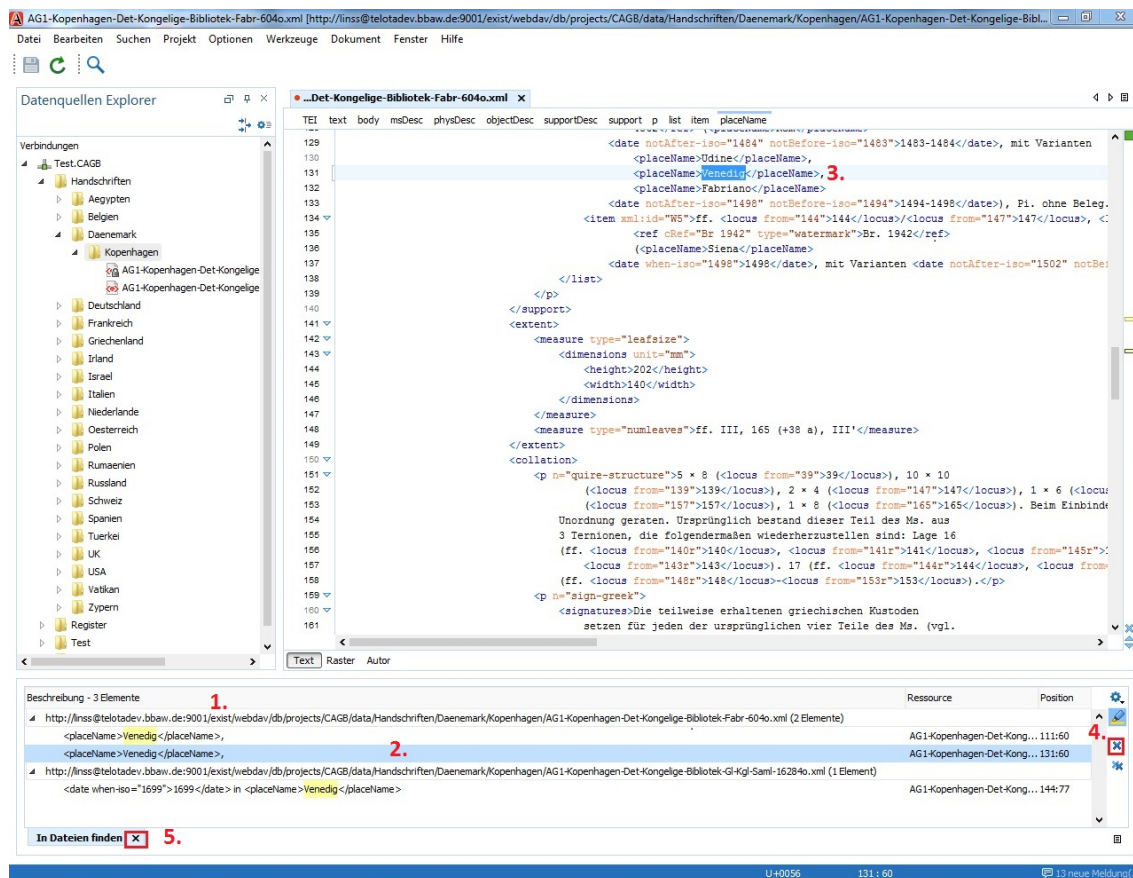 AG1-Kopenhagen-Det-Kongelige-Bibliotek-Fabr-604o.xml [http://linss@telotadev.bbaw.de:9001/exist/webdav/db/projects/CAGB/data/Handschriften/Daenemark/Kopenhagen/AG1-Kopenhagen-Det-Kongelige-Bibl...
Datei Bearbeiten Suchen Projekt Optionen Werkzeuge Dokument Fenster Hilfe
Datenquellen Explorer
...Det-Kongelige-Bibliotek-Fabr-604o.xml
TEI text body msDesc physDesc objectDesc supportDesc support p list item placeName
Verbindungen
Test.CAGB
Handschriften
Aegypten
Belgien
Daenemark
Kopenhagen
AG1-Kopenhagen-Det-Kongelige
AG1-Kopenhagen-Det-Kongelige
Deutschland
Frankreich
Griechenland
Irland
Israel
Italien
Niederlande
Oesterreich
Polen
Rumaenien
Russland
Schweiz
Spanien
Tuerkei
UK
USA
Vatikan
Zypern
Register
Test
129 <date notAfter-iso="1484" notBefore-iso="1483">1483-1484</date>, mit Varianten
130 <placeName>Udine</placeName>,
131 <placeName>Venedig</placeName>, 3.
132 <placeName>Fabriano</placeName>
133 <date notAfter-iso="1498" notBefore-iso="1494">1494-1498</date>), Pi. ohne Beleg.
134 <item xml:id="W5">ff. <locus from="144">144</locus>/<locus from="147">147</locus>, <
135 <ref cRef="Br 1942" type="watermark">Br. 1942</ref>
136 (<placeName>Siena</placeName>
137 <date when-iso="1498">1498</date>, mit Varianten <date notAfter-iso="1502" notBef
138 </list>
139 </p>
140 </support>
141 <extent>
142 <measure type="leafsize">
143 <dimensions unit="mm">
144 <height>202</height>
145 <width>140</width>
146 </dimensions>
147 </measure>
148 <measure type="numleaves">ff. III, 165 (+38 a), III'</measure>
149 </extent>
150 <collation>
151 <p n="quire-structure">5 × 8 (<locus from="39">39</locus>), 10 × 10
152 (<locus from="139">139</locus>), 2 × 4 (<locus from="147">147</locus>), 1 × 6 (<locus
153 (<locus from="157">157</locus>), 1 × 8 (<locus from="165">165</locus>). Beim Einbinde
154 Unordnung geraten. Ursprünglich bestand dieser Teil des Ms. aus
155 3 Ternionen, die folgendermaßen wiederherzustellen sind: Lage 16
156 (ff. <locus from="140r">140</locus>, <locus from="141r">141</locus>, <locus from="145r">
157 <locus from="143r">143</locus>). 17 (ff. <locus from="144r">144</locus>, <locus from=
158 (ff. <locus from="148r">148</locus>-<locus from="153r">153</locus>).</p>
159 <p n="sign-greek">
160 <signatures>Die teilweise erhaltenen griechischen Kustoden
161 setzen für jeden der ursprünglichen vier Teile des Ms. (vgl.
Text Raster Autor
Beschreibung - 3 Elemente 1. Ressource Position
http://linss@telotadev.bbaw.de:9001/exist/webdav/db/projects/CAGB/data/Handschriften/Daenemark/Kopenhagen/AG1-Kopenhagen-Det-Kongelige-Bibliotek-Fabr-604o.xml (2 Elemente)
<placeName>Venedig</placeName>, AG1-Kopenhagen-Det-Kong... 111:60 4.
<placeName>Venedig</placeName>, 2. AG1-Kopenhagen-Det-Kong... 131:60
http://linss@telotadev.bbaw.de:9001/exist/webdav/db/projects/CAGB/data/Handschriften/Daenemark/Kopenhagen/AG1-Kopenhagen-Det-Kongelige-Bibliotek-Gl-Kgl-Saml-16284o.xml (1 Element)
<date when-iso="1699">1699</date> in <placeName>Venedig</placeName> AG1-Kopenhagen-Det-Kong... 144:77
In Dateien finden 5.
U+0056 131 : 60 13 neue Meldung(